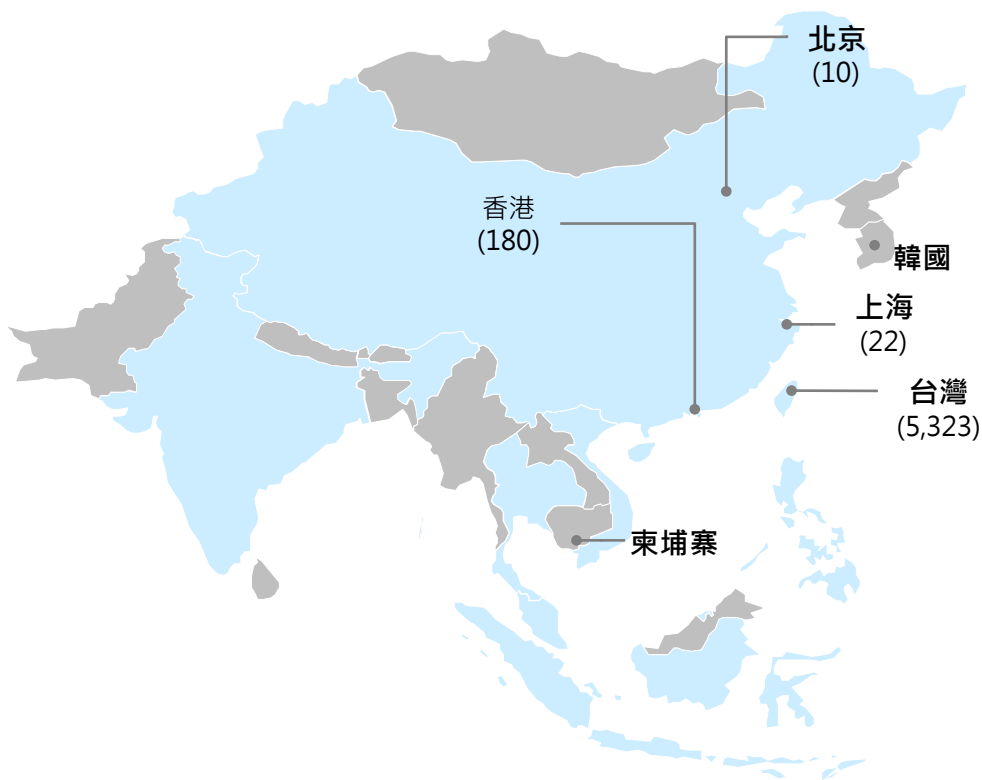 北京
(10)
香港
(180)
韓國
上海
(22)
台灣
(5,323)
柬埔寨